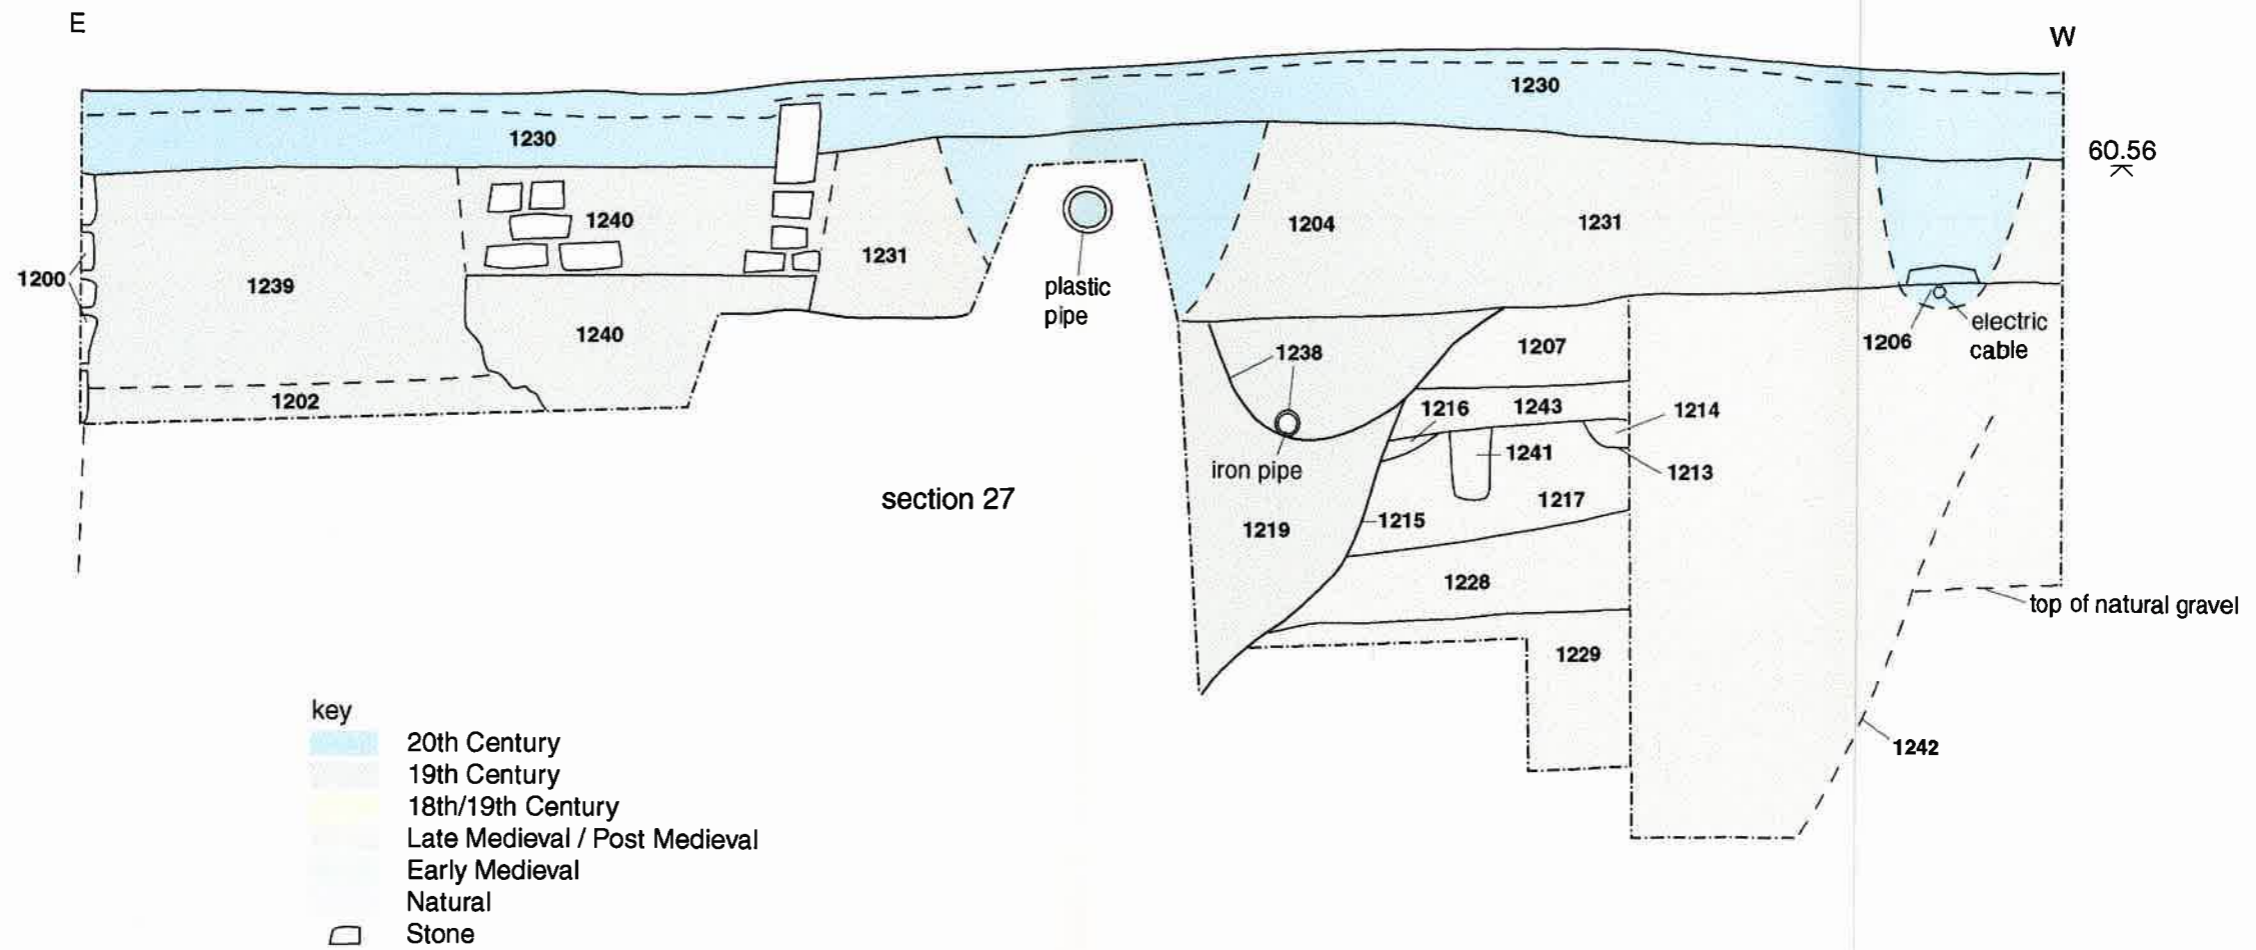 E
W
1230
1230
60.56
1240
1204
1231
1231
1200
1239
plastic
pipe
1240
electric
cable
1206
1238
1207
1202
1216
1243
1214
1241
1213
iron pipe
section 27
1217
1215
1219
1228
top of natural gravel
1229
1242
key
20th Century
19th Century
18th/19th Century
Late Medieval / Post Medieval
Early Medieval
Natural
Stone